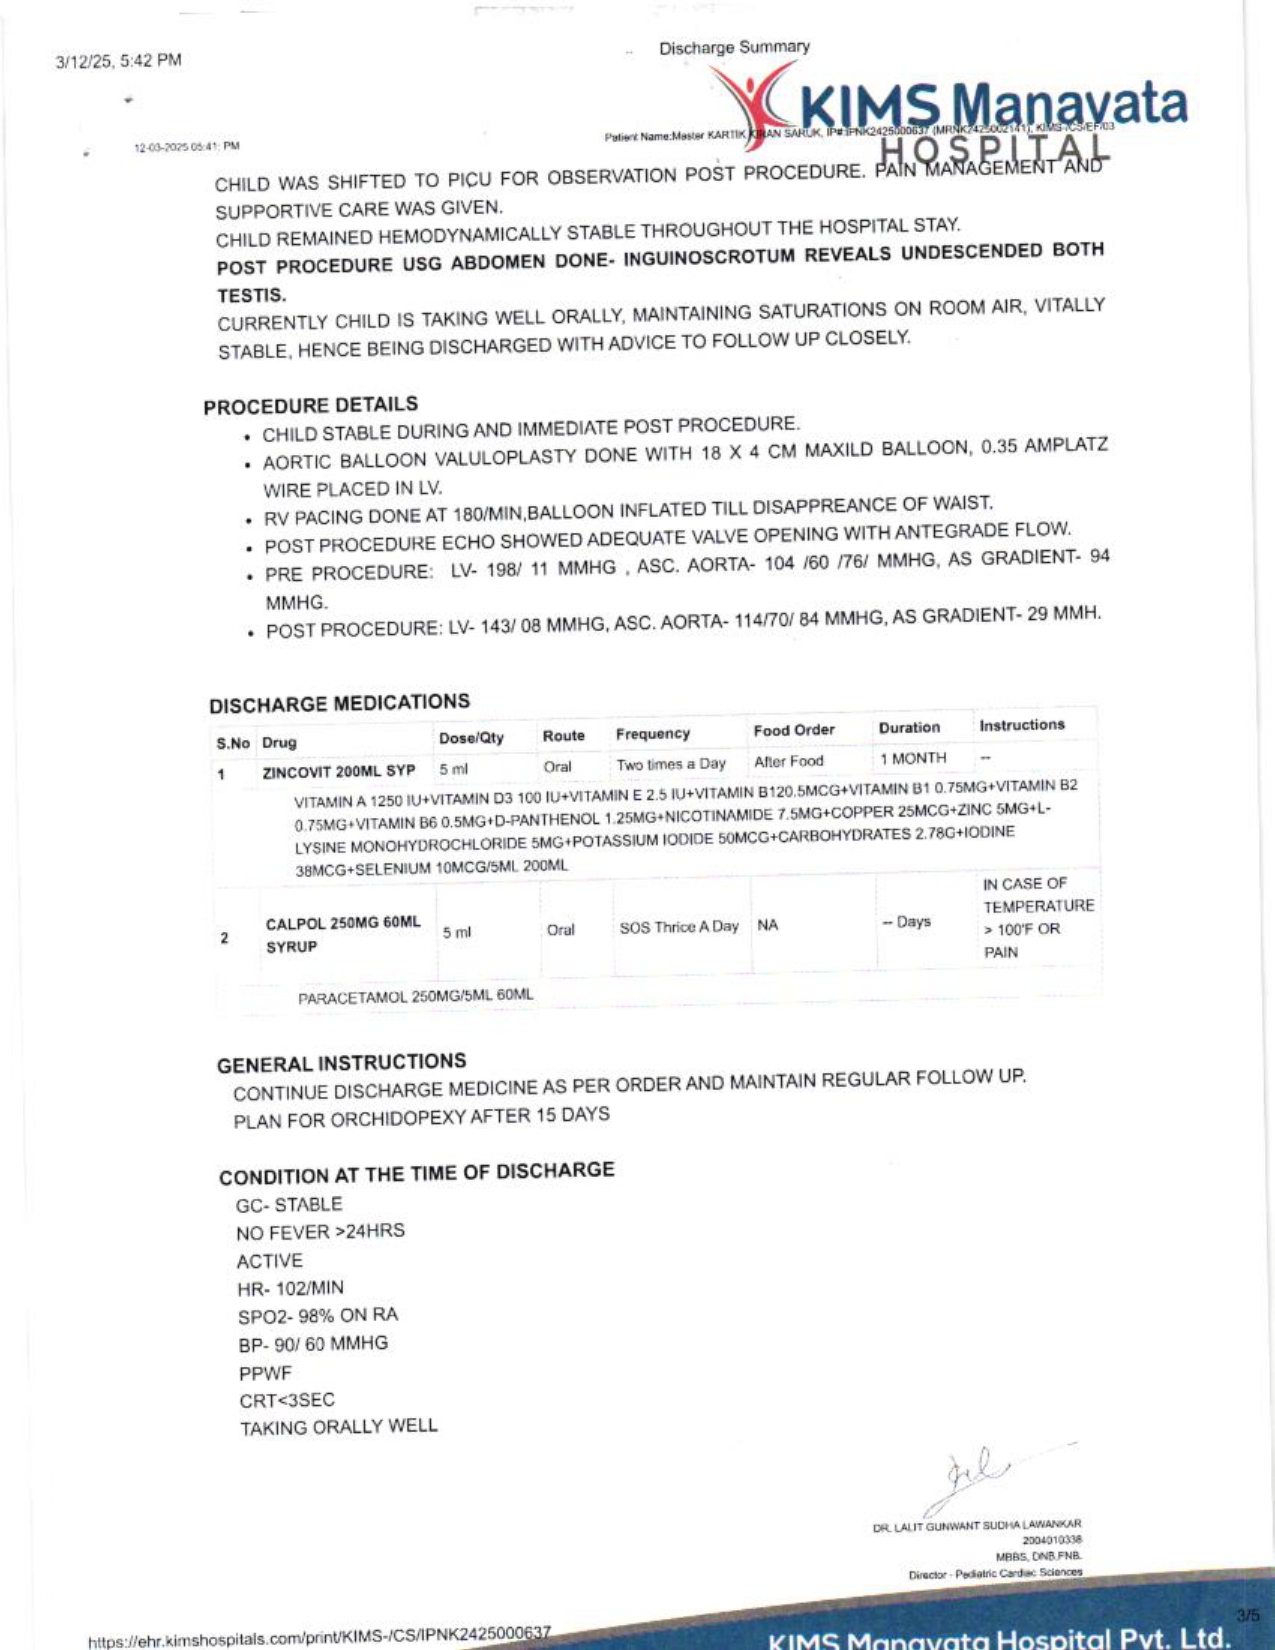 3/12/25, 5:42 PM
Discharge Summary
KIMS Manavata
HOSPITAL
Patient Name:Master KARTIK KIRAN SARUK, IP# IPNK2425000637 (MRNK2425002141), KIMS-/CS/EF/03
12-03-2025 05:41: PM
CHILD WAS SHIFTED TO PICU FOR OBSERVATION POST PROCEDURE. PAIN MANAGEMENT AND
SUPPORTIVE CARE WAS GIVEN.
CHILD REMAINED HEMODYNAMICALLY STABLE THROUGHOUT THE HOSPITAL STAY.
POST PROCEDURE USG ABDOMEN DONE- INGUINOSCROTUM REVEALS UNDESCENDED BOTH
TESTIS.
CURRENTLY CHILD IS TAKING WELL ORALLY, MAINTAINING SATURATIONS ON ROOM AIR, VITALLY
STABLE, HENCE BEING DISCHARGED WITH ADVICE TO FOLLOW UP CLOSELY.
PROCEDURE DETAILS
• CHILD STABLE DURING AND IMMEDIATE POST PROCEDURE.
• AORTIC BALLOON VALULOPLASTY DONE WITH 18 X 4 CM MAXILD BALLOON, 0.35 AMPLATZ
WIRE PLACED IN LV.
• RV PACING DONE AT 180/MIN,BALLOON INFLATED TILL DISAPPREANCE OF WAIST.
• POST PROCEDURE ECHO SHOWED ADEQUATE VALVE OPENING WITH ANTEGRADE FLOW.
• PRE PROCEDURE: LV- 198/ 11 MMHG , ASC. AORTA- 104 /60 /76/ MMHG, AS GRADIENT- 94
MMHG.
• POST PROCEDURE: LV- 143/ 08 MMHG, ASC. AORTA- 114/70/ 84 MMHG, AS GRADIENT- 29 MMH.
DISCHARGE MEDICATIONS
S.No Drug Dose/Qty Route Frequency Food Order Duration Instructions
1 ZINCOVIT 200ML SYP 5 ml Oral Two times a Day After Food 1 MONTH --
VITAMIN A 1250 IU+VITAMIN D3 100 IU+VITAMIN E 2.5 IU+VITAMIN B120.5MCG+VITAMIN B1 0.75MG+VITAMIN B2
0.75MG+VITAMIN B6 0.5MG+D-PANTHENOL 1.25MG+NICOTINAMIDE 7.5MG+COPPER 25MCG+ZINC 5MG+L-
LYSINE MONOHYDROCHLORIDE 5MG+POTASSIUM IODIDE 50MCG+CARBOHYDRATES 2.78G+IODINE
38MCG+SELENIUM 10MCG/5ML 200ML
2 CALPOL 250MG 60ML SYRUP 5 ml Oral SOS Thrice A Day NA -- Days IN CASE OF TEMPERATURE > 100'F OR PAIN
PARACETAMOL 250MG/5ML 60ML
GENERAL INSTRUCTIONS
CONTINUE DISCHARGE MEDICINE AS PER ORDER AND MAINTAIN REGULAR FOLLOW UP.
PLAN FOR ORCHIDOPEXY AFTER 15 DAYS
CONDITION AT THE TIME OF DISCHARGE
GC- STABLE
NO FEVER >24HRS
ACTIVE
HR- 102/MIN
SPO2- 98% ON RA
BP- 90/ 60 MMHG
PPWF
CRT<3SEC
TAKING ORALLY WELL
DR. LALIT GUNWANT SUDHA LAWANKAR
2004010338
MBBS, DNB,FNB.
Director - Pediatric Cardiac Sciences
3/5
https://ehr.kimshospitals.com/print/KIMS-/CS/IPNK2425000637
KIMS Manavata Hospital Pvt. Ltd.